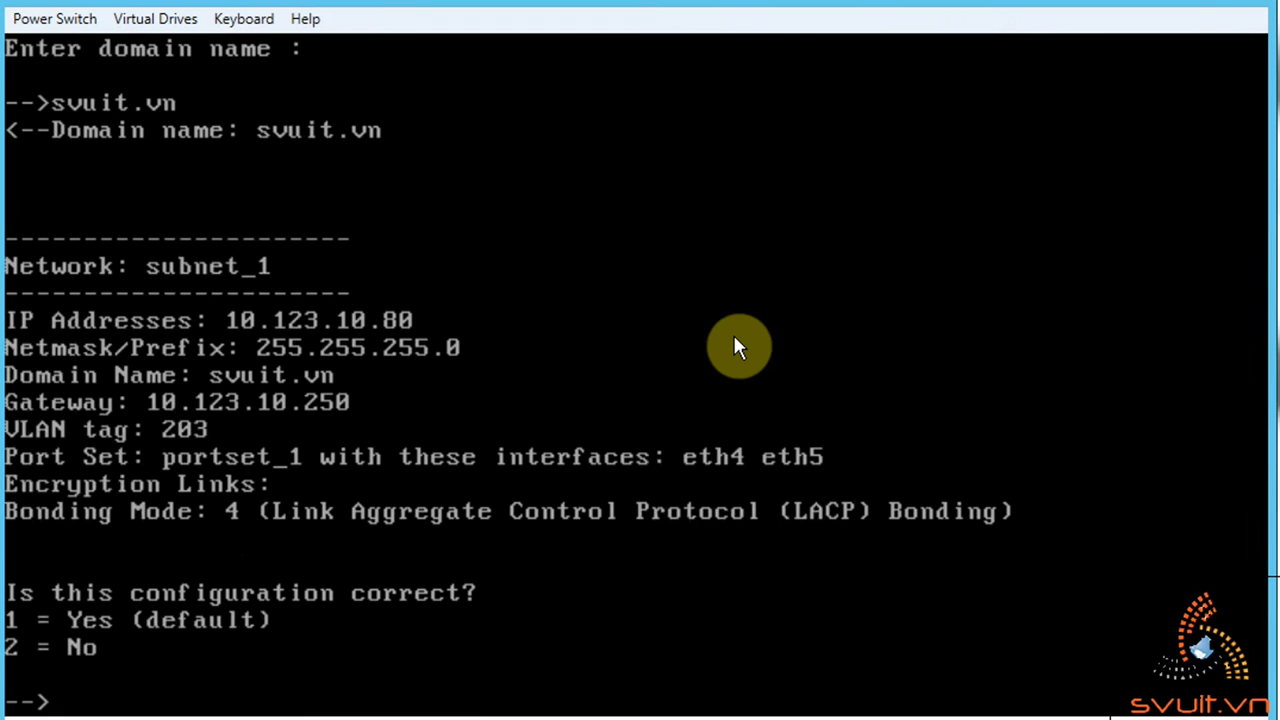 Power Switch Virtual Drives Keyboard Help
Enter domain name :
-->svuit.vn
<--Domain name: svuit.vn
----------------------
Network: subnet_1
----------------------
IP Addresses: 10.123.10.80
Netmask/Prefix: 255.255.255.0
Domain Name: svuit.vn
Gateway: 10.123.10.250
VLAN tag: 203
Port Set: portset_1 with these interfaces: eth4 eth5
Encryption Links:
Bonding Mode: 4 (Link Aggregate Control Protocol (LACP) Bonding)
Is this configuration correct?
1 = Yes (default)
2 = No
-->
svuit.vn